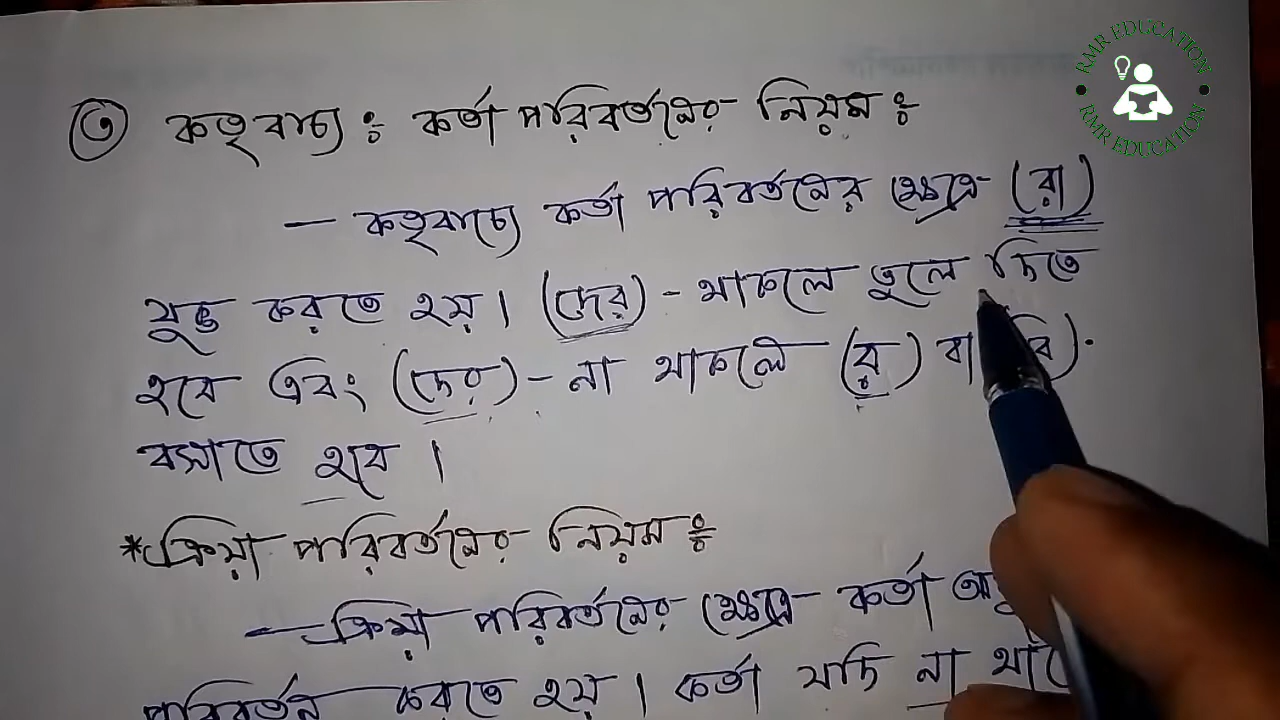 RMR EDUCATION
RMR EDUCATION
৩ কর্তৃবাচ্য ঃ কর্তা পরিবর্তনের নিয়ম ঃ
— কর্তৃবাচ্যে কর্তা পরিবর্তনের ক্ষেত্রে- (রা)
যুক্ত করতে হয়। (দের) - থাকলে তুলে দিতে
হবে এবং (দের) - না থাকলে (র) বা
বসাতে হবে।
*ক্রিয়া পরিবর্তনের নিয়ম ঃ
— ক্রিয়া পরিবর্তনের ক্ষেত্রে- কর্তা
পরিবর্তন করতে হয়। কর্তা যদি না